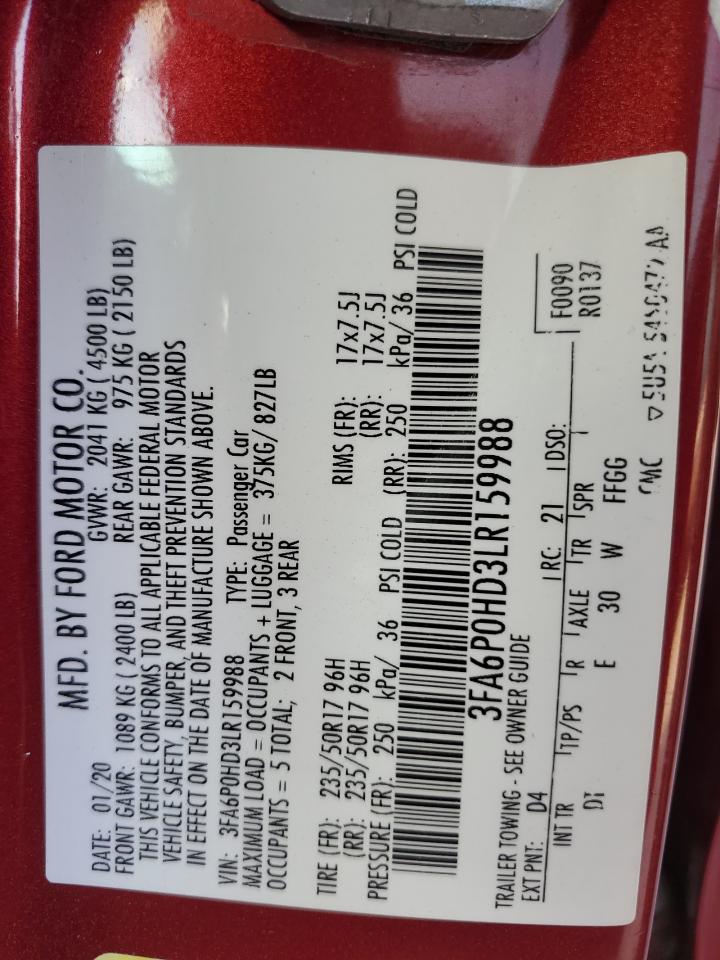 MFD. BY FORD MOTOR CO.
DATE: 01/20 GVWR: 2041 KG ( 4500 LB)
FRONT GAWR: 1089 KG ( 2400 LB) REAR GAWR: 975 KG ( 2150 LB)
THIS VEHICLE CONFORMS TO ALL APPLICABLE FEDERAL MOTOR
VEHICLE SAFETY, BUMPER, AND THEFT PREVENTION STANDARDS
IN EFFECT ON THE DATE OF MANUFACTURE SHOWN ABOVE.
VIN: 3FA6P0HD3LR159988 TYPE: Passenger Car
MAXIMUM LOAD = OCCUPANTS + LUGGAGE = 375KG/ 827LB
OCCUPANTS = 5 TOTAL; 2 FRONT, 3 REAR
TIRE (FR): 235/50R17 96H RIMS (FR): 17x7.5J
(RR): 235/50R17 96H (RR): 17x7.5J
PRESSURE (FR): 250 kPa/ 36 PSI COLD (RR): 250 kPa/ 36 PSI COLD
3FA6P0HD3LR159988
TRAILER TOWING - SEE OWNER GUIDE
F0090
EXT PNT: D4 RC: 21 DSO: R0137
INT TR TP/PS R AXLE TR SPR
DI E 30 W FFGG
CMC